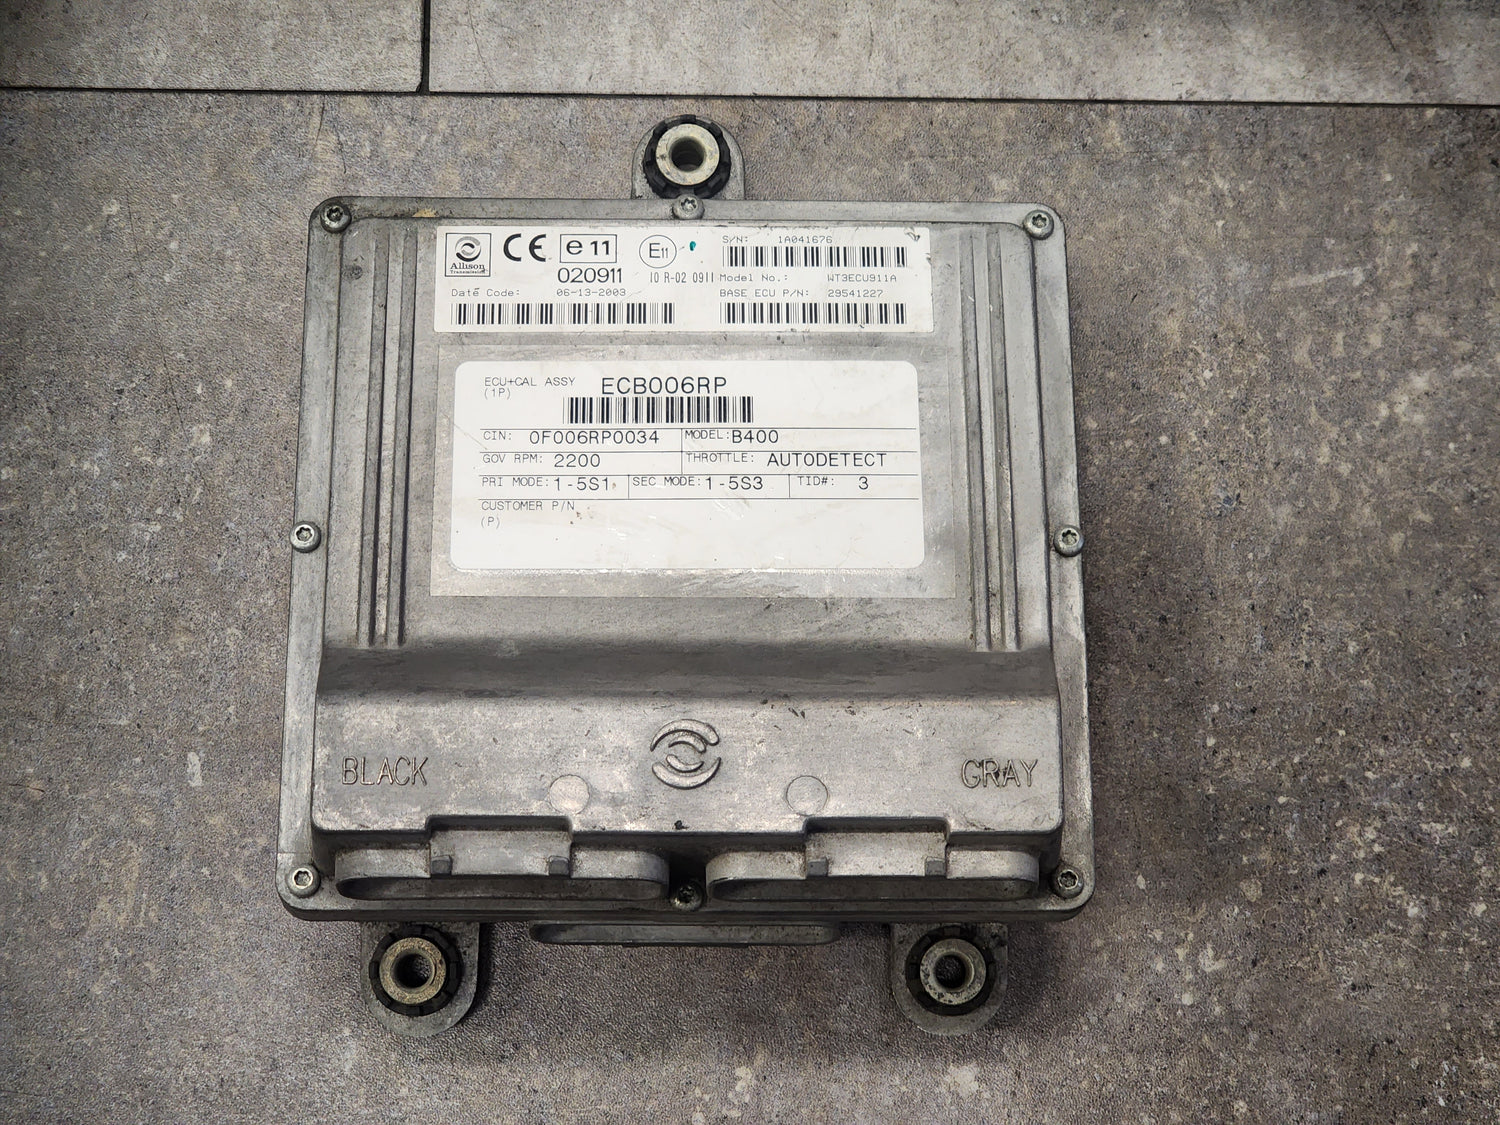 Allison
Transmission
CE
e11
020911
E11
10 R-02 0911
Date Code: 06-13-2003
S/N: 1A041676
Model No.: WT3ECU911A
BASE ECU P/N: 29541227
ECU+CAL ASSY ECB006RP
(1P)
CIN: 0F006RP0034 MODEL: B400
GOV RPM: 2200 THROTTLE: AUTODETECT
PRI MODE: 1-5S1 SEC MODE: 1-5S3 TID#: 3
CUSTOMER P/N
(P)
BLACK GRAY